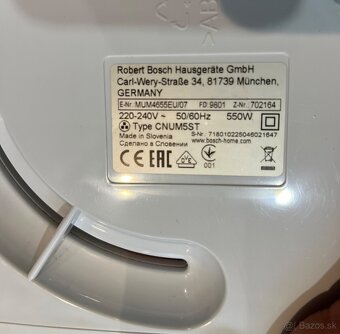 >ABS
Robert Bosch Hausgeräte GmbH
Carl-Wery-Straße 34, 81739 München,
GERMANY
E-Nr. MUM4655EU/07 FD: 9801 Z-Nr.: 702164
220-240V ~ 50/60Hz 550W
Type CNUM5ST
S-Nr: 718010226046021647
Made in Slovenia
www.bosch-home.com
Сделано в Словении
CE EAC
001
Bazos.sk